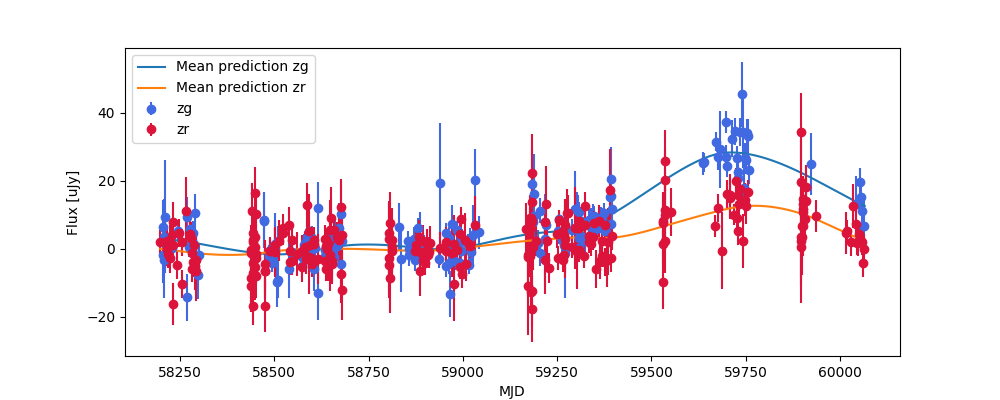 Mean prediction zg
Mean prediction zr
zg
zr
Flux [uJy]
40
20
0
−20
58250 58500 58750 59000 59250 59500 59750 60000
MJD